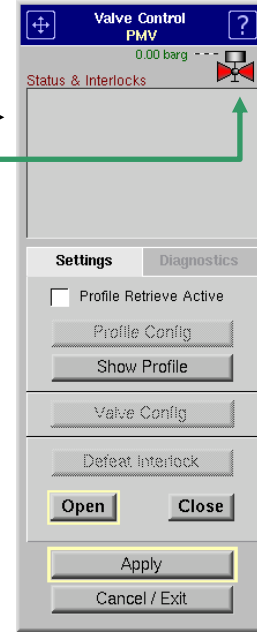 Valve Control
PMV
?
0.00 barg
Status & Interlocks
Settings
Diagnostics
Profile Retrieve Active
Profile Config
Show Profile
Valve Config
Defeat Interlock
Open
Close
Apply
Cancel / Exit